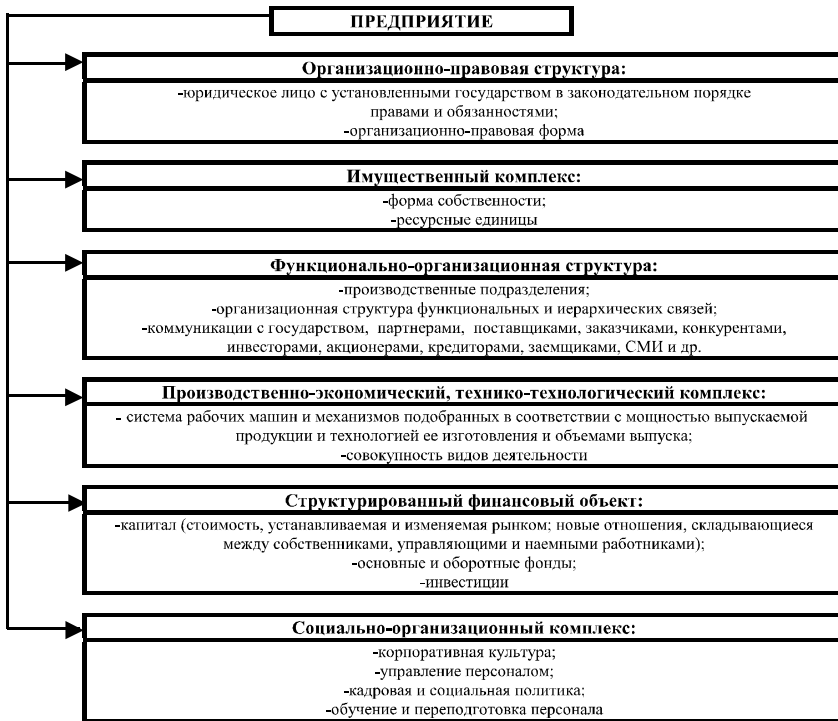 ПРЕДПРИЯТИЕ
Организационно-правовая структура:
-юридическое лицо с установленными государством в законодательном порядке
правами и обязанностями;
-организационно-правовая форма
Имущественный комплекс:
-форма собственности;
-ресурсные единицы
Функционально-организационная структура:
-производственные подразделения;
-организационная структура функциональных и иерархических связей;
-коммуникации с государством, партнерами, поставщиками, заказчиками, конкурентами,
инвесторами, акционерами, кредиторами, заемщиками, СМИ и др.
Производственно-экономический, технико-технологический комплекс:
- система рабочих машин и механизмов подобранных в соответствии с мощностью выпускаемой
продукции и технологией ее изготовления и объемами выпуска;
-совокупность видов деятельности
Структурированный финансовый объект:
-капитал (стоимость, устанавливаемая и изменяемая рынком; новые отношения, складывающиеся
между собственниками, управляющими и наемными работниками);
-основные и оборотные фонды;
-инвестиции
Социально-организационный комплекс:
-корпоративная культура;
-управление персоналом;
-кадровая и социальная политика;
-обучение и переподготовка персонала